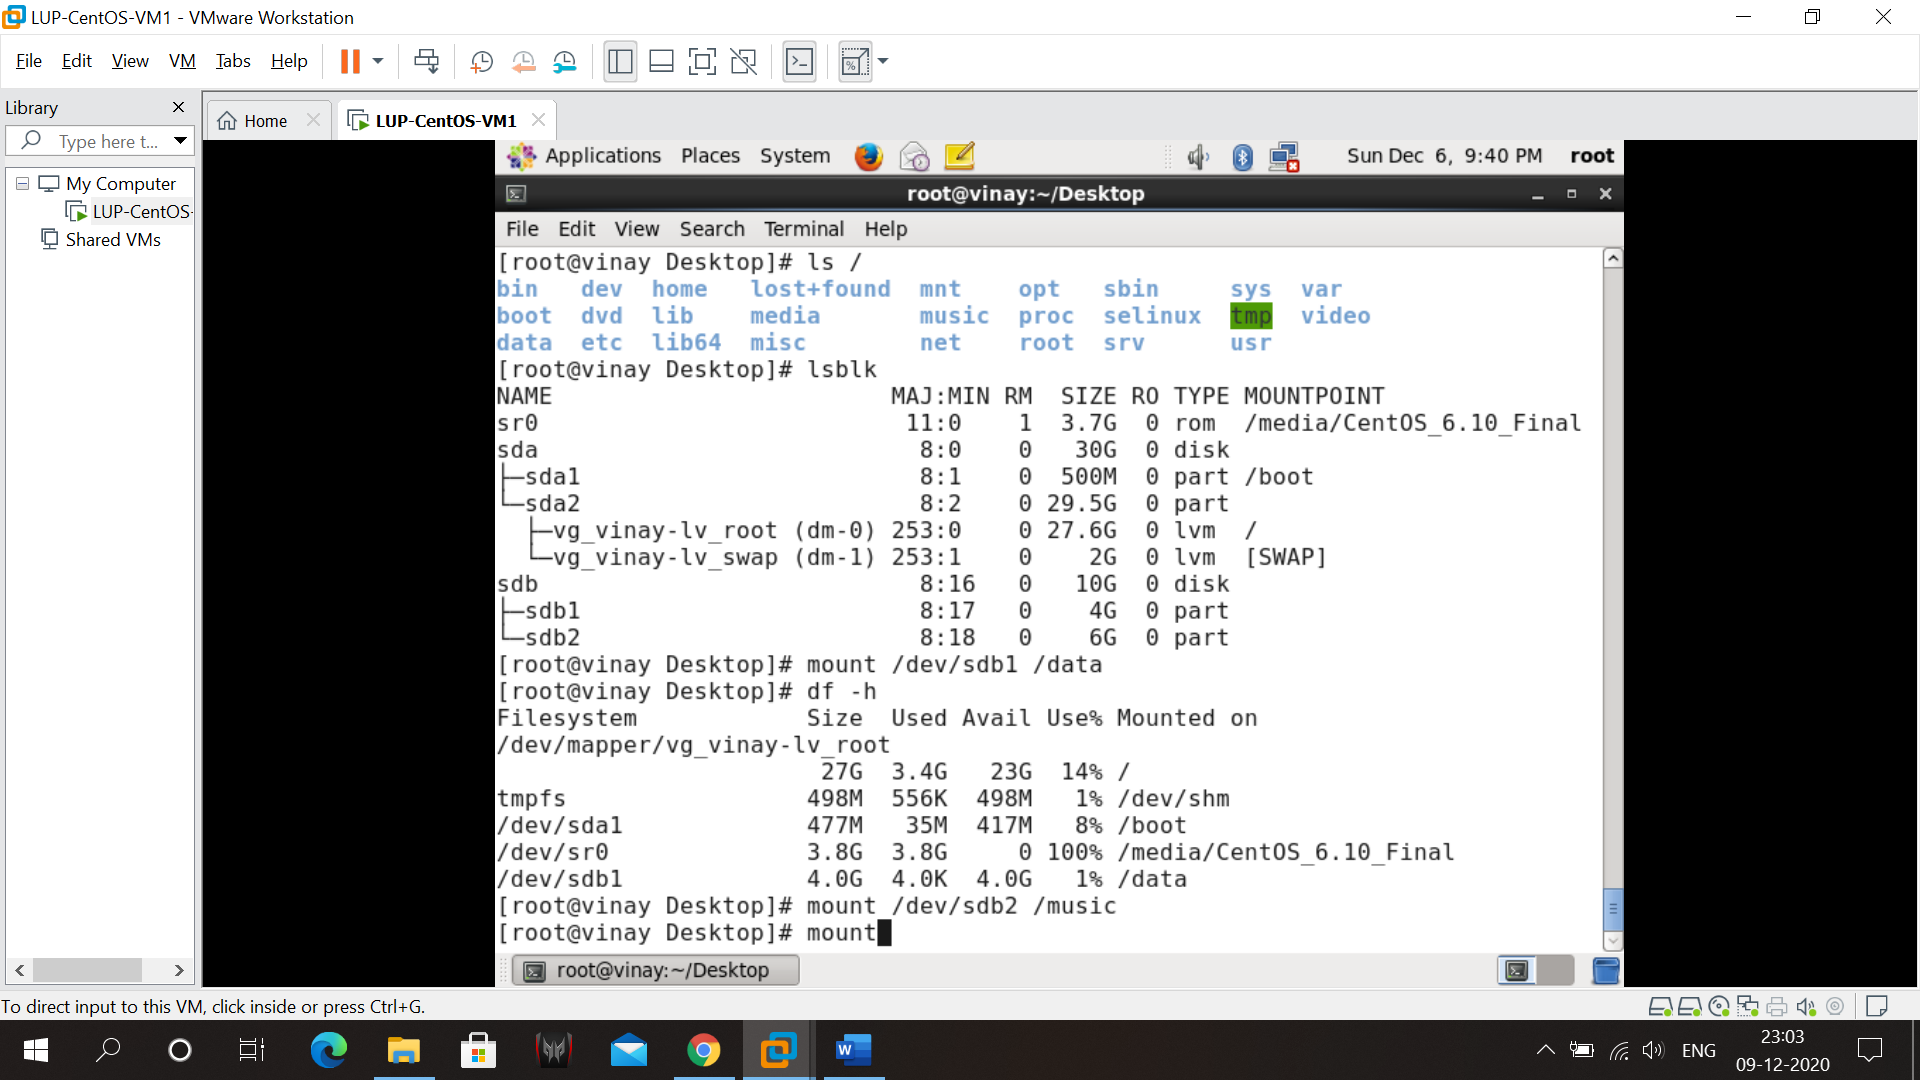 LUP-CentOS-VM1 - VMware Workstation
File Edit View VM Tabs Help
Library
Type here t...
My Computer
LUP-CentOS-
Shared VMs
Home
LUP-CentOS-VM1
Applications Places System Sun Dec 6, 9:40 PM root
root@vinay:~/Desktop
File Edit View Search Terminal Help
[root@vinay Desktop]# ls /
bin dev home lost+found mnt opt sbin sys var
boot dvd lib media music proc selinux tmp video
data etc lib64 misc net root srv usr
[root@vinay Desktop]# lsblk
NAME MAJ:MIN RM SIZE RO TYPE MOUNTPOINT
sr0 11:0 1 3.7G 0 rom /media/CentOS_6.10_Final
sda 8:0 0 30G 0 disk
├─sda1 8:1 0 500M 0 part /boot
└─sda2 8:2 0 29.5G 0 part
├─vg_vinay-lv_root (dm-0) 253:0 0 27.6G 0 lvm /
└─vg_vinay-lv_swap (dm-1) 253:1 0 2G 0 lvm [SWAP]
sdb 8:16 0 10G 0 disk
├─sdb1 8:17 0 4G 0 part
└─sdb2 8:18 0 6G 0 part
[root@vinay Desktop]# mount /dev/sdb1 /data
[root@vinay Desktop]# df -h
Filesystem Size Used Avail Use% Mounted on
/dev/mapper/vg_vinay-lv_root
27G 3.4G 23G 14% /
tmpfs 498M 556K 498M 1% /dev/shm
/dev/sda1 477M 35M 417M 8% /boot
/dev/sr0 3.8G 3.8G 0 100% /media/CentOS_6.10_Final
/dev/sdb1 4.0G 4.0K 4.0G 1% /data
[root@vinay Desktop]# mount /dev/sdb2 /music
[root@vinay Desktop]# mount
root@vinay:~/Desktop
To direct input to this VM, click inside or press Ctrl+G.
ENG
23:03
09-12-2020